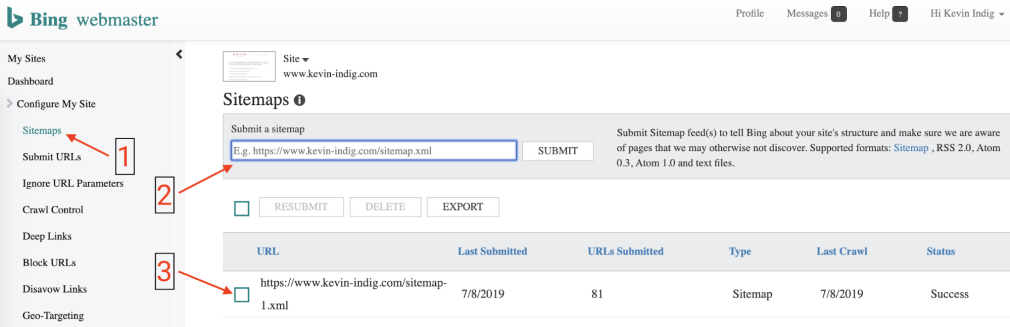 Bing webmaster
Profile Messages 0 Help ? Hi Kevin Indig
My Sites
Dashboard
Configure My Site
Sitemaps
Submit URLs
Ignore URL Parameters
Crawl Control
Deep Links
Block URLs
Disavow Links
Geo-Targeting
1
2
3
Site
www.kevin-indig.com
Sitemaps
Submit a sitemap
E.g. https://www.kevin-indig.com/sitemap.xml
SUBMIT
Submit Sitemap feed(s) to tell Bing about your site's structure and make sure we are aware
of pages that we may otherwise not discover. Supported formats: Sitemap , RSS 2.0, Atom
0.3, Atom 1.0 and text files.
RESUBMIT DELETE EXPORT
URL Last Submitted URLs Submitted Type Last Crawl Status
https://www.kevin-indig.com/sitemap-
1.xml
7/8/2019 81 Sitemap 7/8/2019 Success